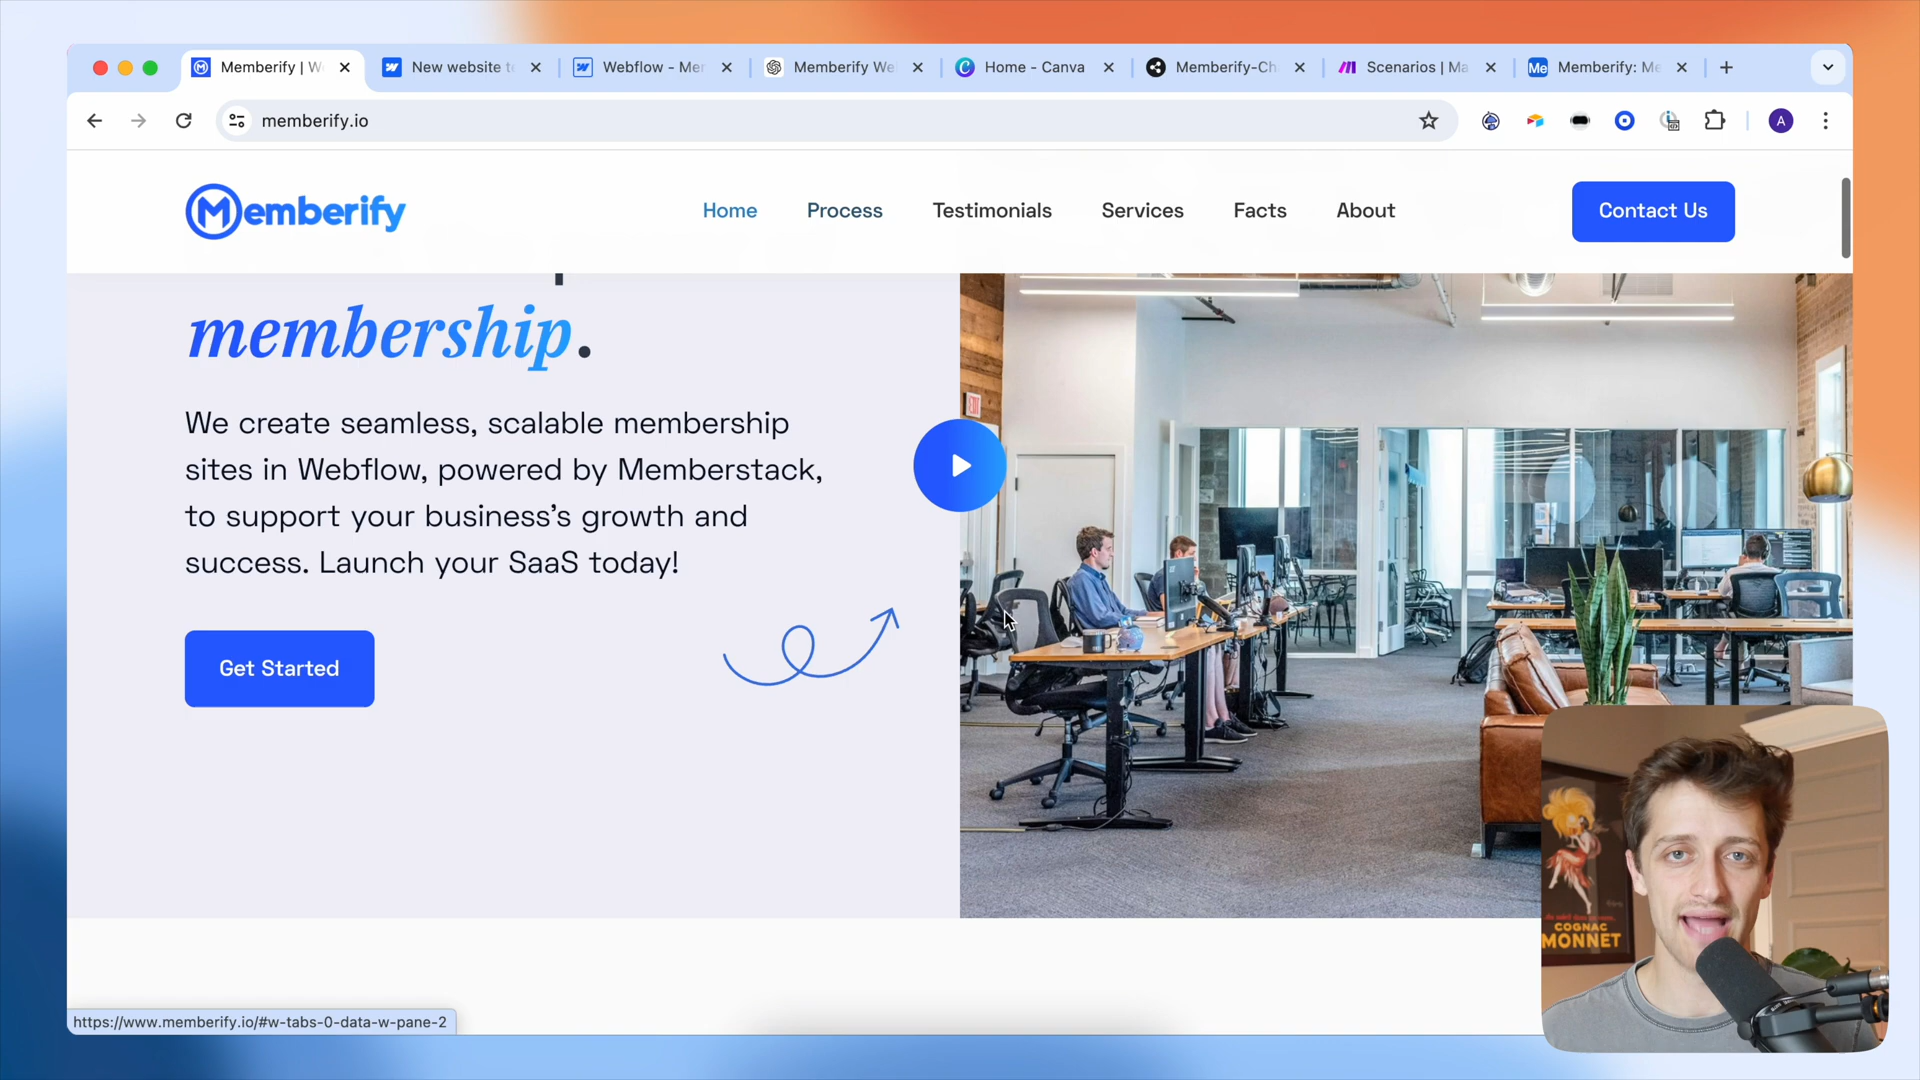 Memberify | W
New website t
Webflow - Mer
Memberify We
Home - Canva
Memberify-Ch
Scenarios | Ma
Memberify: Me
memberify.io
A
Memberify
Home
Process
Testimonials
Services
Facts
About
Contact Us
membership.
We create seamless, scalable membership
sites in Webflow, powered by Memberstack,
to support your business's growth and
success. Launch your SaaS today!
Get Started
EXIT
COGNAC
MONNET
https://www.memberify.io/#w-tabs-0-data-w-pane-2